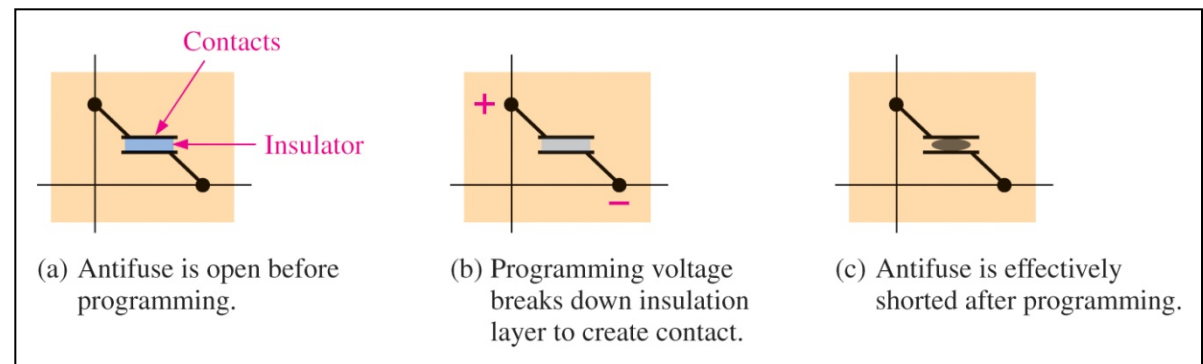 Contacts
Insulator
+
−
(a) Antifuse is open before
programming.
(b) Programming voltage
breaks down insulation
layer to create contact.
(c) Antifuse is effectively
shorted after programming.